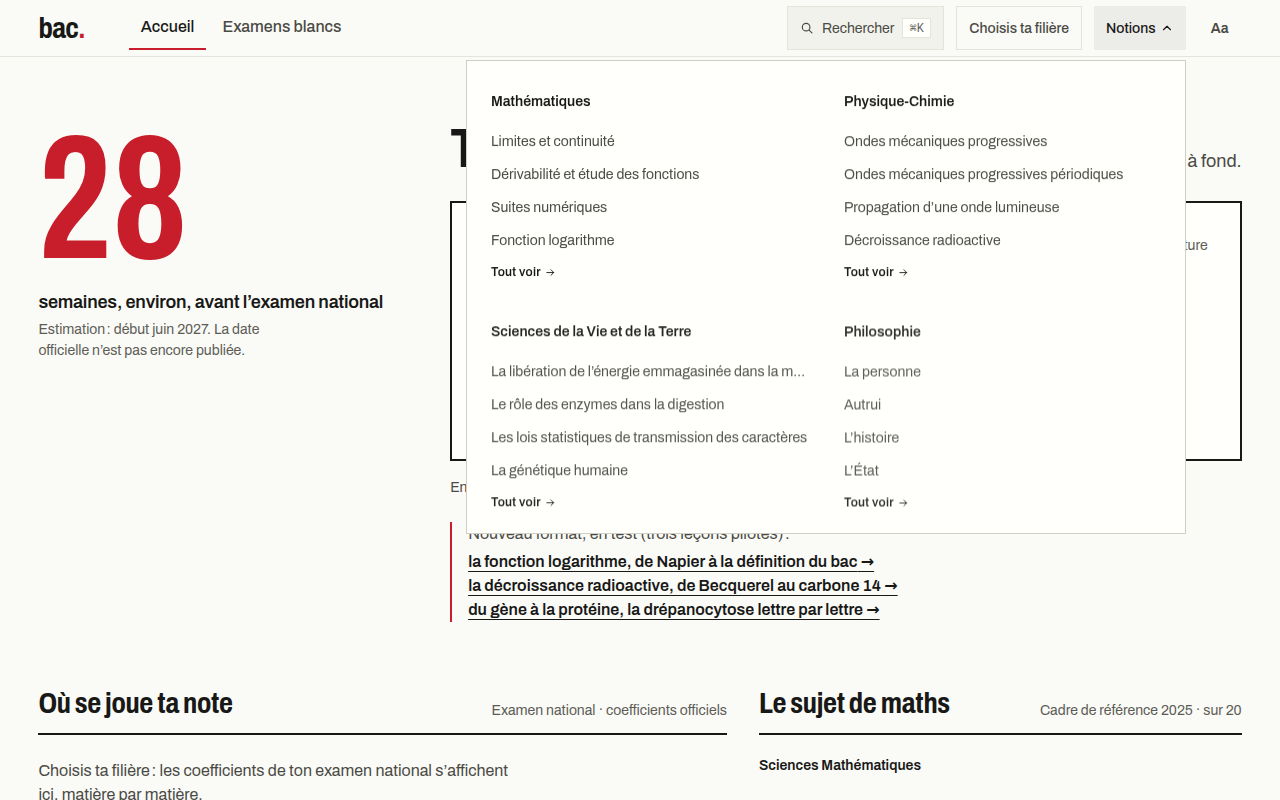 bac.
Accueil
Examens blancs
Rechercher ⌘K
Choisis ta filière
Notions
Aa
28
semaines, environ, avant l’examen national
Estimation : début juin 2027. La date
officielle n’est pas encore publiée.
à fond.
Mathématiques
Limites et continuité
Dérivabilité et étude des fonctions
Suites numériques
Fonction logarithme
Tout voir →
Physique-Chimie
Ondes mécaniques progressives
Ondes mécaniques progressives périodiques
Propagation d’une onde lumineuse
Décroissance radioactive
Tout voir →
Sciences de la Vie et de la Terre
La libération de l’énergie emmagasinée dans la m…
Le rôle des enzymes dans la digestion
Les lois statistiques de transmission des caractères
La génétique humaine
Tout voir →
Philosophie
La personne
Autrui
L’histoire
L’État
Tout voir →
Nouveau format, en test (trois leçons pilotes) :
la fonction logarithme, de Napier à la définition du bac →
la décroissance radioactive, de Becquerel au carbone 14 →
du gène à la protéine, la drépanocytose lettre par lettre →
Où se joue ta note
Examen national · coefficients officiels
Choisis ta filière : les coefficients de ton examen national s’affichent
ici, matière par matière.
Le sujet de maths
Cadre de référence 2025 · sur 20
Sciences Mathématiques